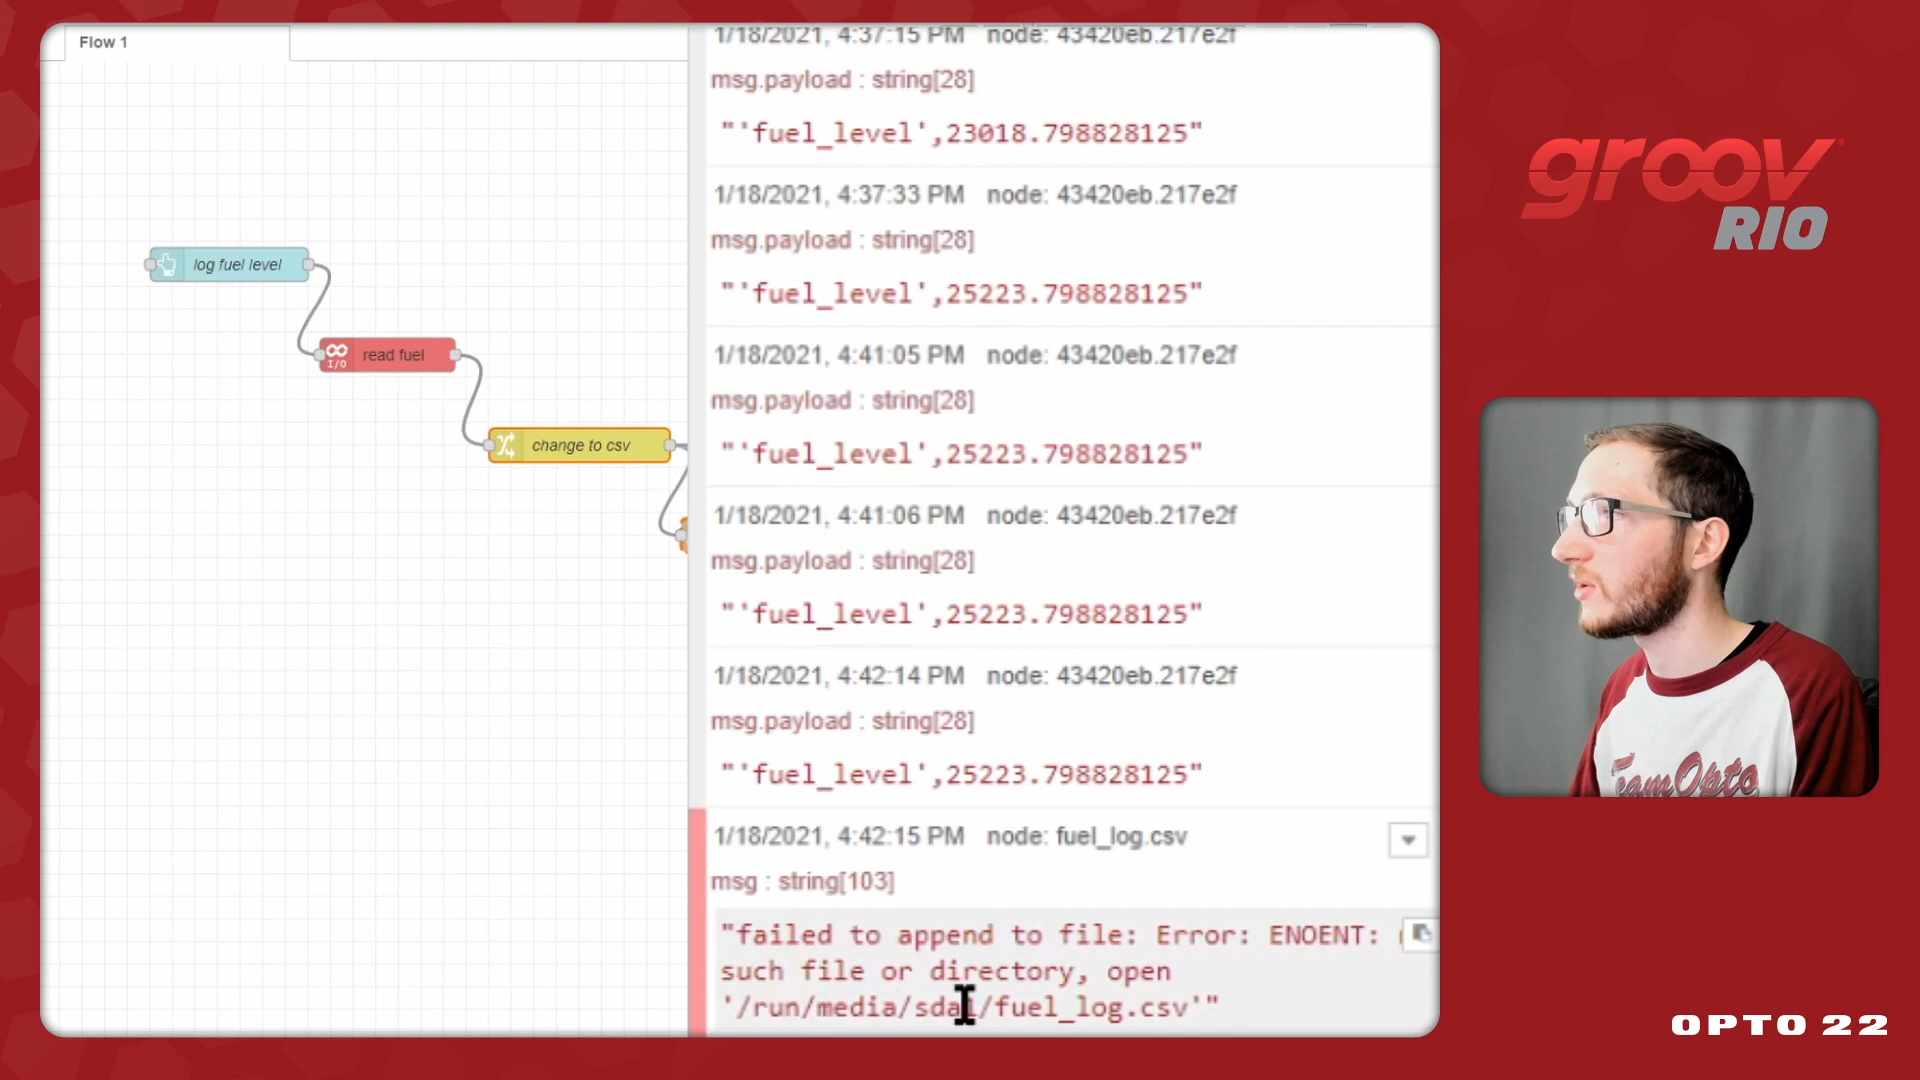 Flow 1
log fuel level
I/O
read fuel
change to csv
1/18/2021, 4:37:15 PM node: 43420eb.217e2f
msg.payload : string[28]
"'fuel_level',23018.798828125"
1/18/2021, 4:37:33 PM node: 43420eb.217e2f
msg.payload : string[28]
"'fuel_level',25223.798828125"
1/18/2021, 4:41:05 PM node: 43420eb.217e2f
msg.payload : string[28]
"'fuel_level',25223.798828125"
1/18/2021, 4:41:06 PM node: 43420eb.217e2f
msg.payload : string[28]
"'fuel_level',25223.798828125"
1/18/2021, 4:42:14 PM node: 43420eb.217e2f
msg.payload : string[28]
"'fuel_level',25223.798828125"
1/18/2021, 4:42:15 PM node: fuel_log.csv
msg : string[103]
"failed to append to file: Error: ENOENT:
such file or directory, open
'/run/media/sda1/fuel_log.csv'"
groov
RIO
TeamOpto
OPTO 22